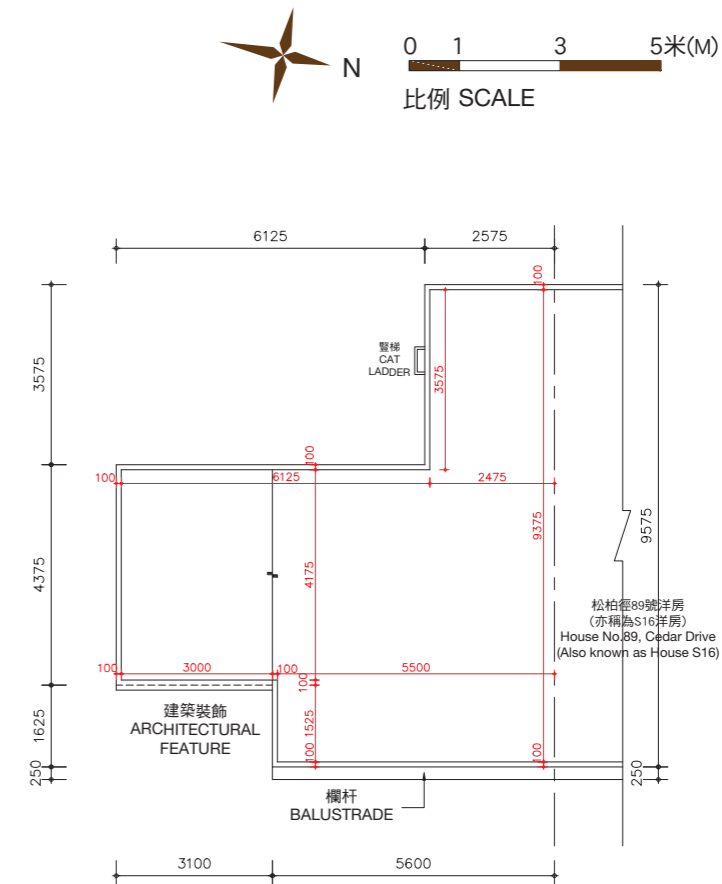 N
0 1 3 5米(M)
比例 SCALE
6125 2575
100
3575
豎梯
CAT
LADDER
3575
100
100 6125 2475
9375
9575
4375
4175
松柏徑89號洋房
(亦稱為S16洋房)
House No.89, Cedar Drive
(Also known as House S16)
100 3000 100 5500
100
建築裝飾
ARCHITECTURAL
FEATURE
1625
1525
100
100
250
250
欄杆
BALUSTRADE
3100 5600